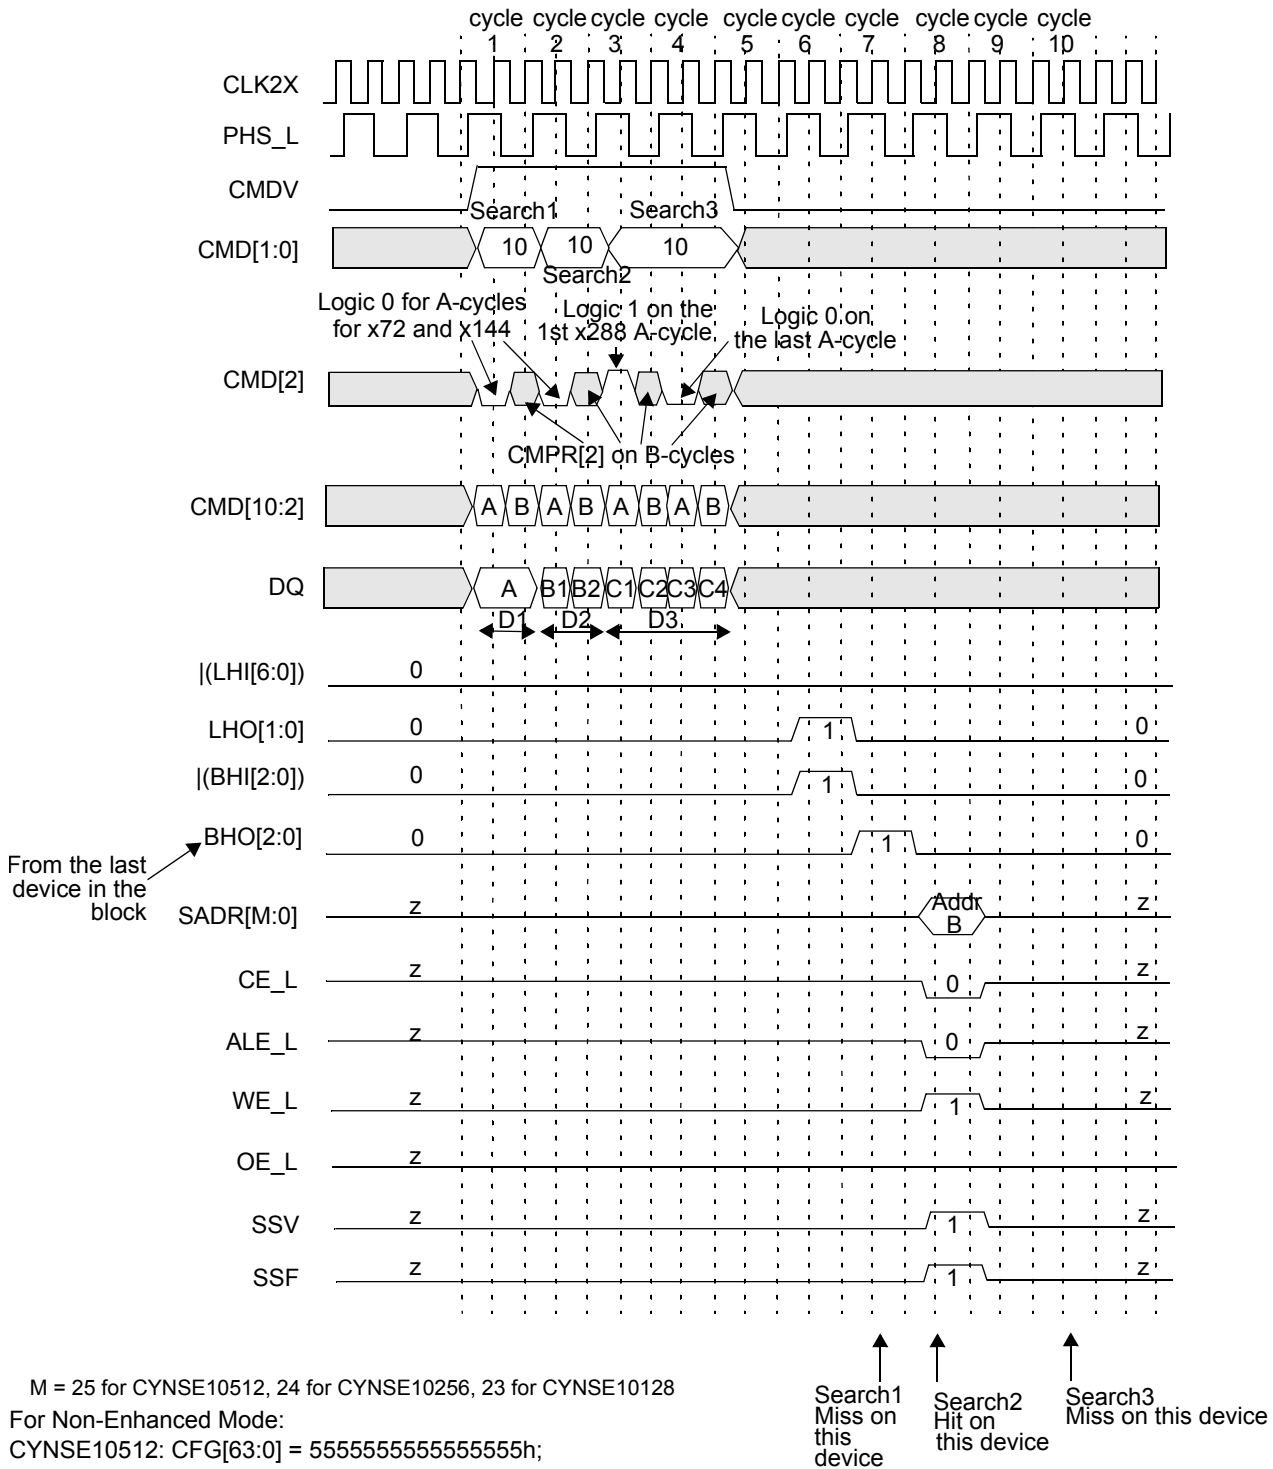 cycle cycle cycle cycle cycle cycle cycle cycle cycle cycle
1 2 3 4 5 6 7 8 9 10
CLK2X
PHS_L
CMDV
Search1 Search3
CMD[1:0] 10 10 10
Search2
Logic 0 for A-cycles
for x72 and x144
Logic 1 on the
1st x288 A-cycle
Logic 0 on
the last A-cycle
CMD[2]
CMPR[2] on B-cycles
CMD[10:2] A B A B A B A B
DQ A B1 B2 C1 C2 C3 C4
D1 D2 D3
|(LHI[6:0]) 0
LHO[1:0] 0 1 0
|(BHI[2:0]) 0 1 0
BHO[2:0] 0 1 0
From the last
device in the
block
SADR[M:0] z Addr z
B
CE_L z 0 z
ALE_L z 0 z
WE_L z 1 z
OE_L z
SSV z 1 z
SSF z 1 z
Search1
Miss on
this
device
Search2
Hit on
this device
Search3
Miss on this device
M = 25 for CYNSE10512, 24 for CYNSE10256, 23 for CYNSE10128
For Non-Enhanced Mode:
CYNSE10512: CFG[63:0] = 5555555555555555h;